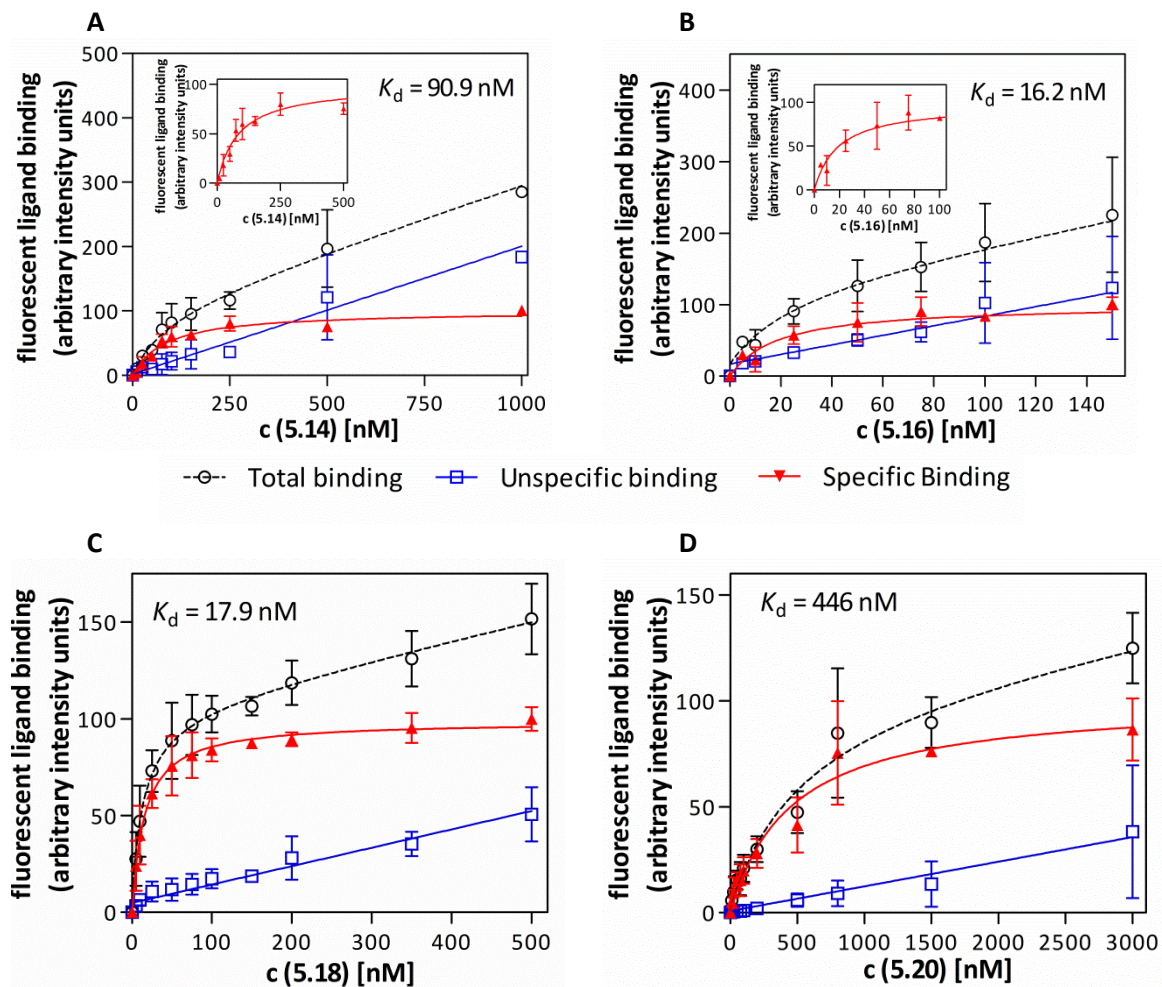 A
fluorescent ligand binding
(arbitrary intensity units)
500
400
300
200
100
0
0
250
500
750
1000
c (5.14) [nM]
Kd = 90.9 nM
fluorescent ligand binding
(arbitrary intensity units)
100
50
0
0
250
500
c (5.14) [nM]
B
fluorescent ligand binding
(arbitrary intensity units)
400
300
200
100
0
0
20
40
60
80
100
120
140
c (5.16) [nM]
Kd = 16.2 nM
fluorescent ligand binding
(arbitrary intensity units)
100
50
0
0
20
40
60
80
100
c (5.16) [nM]
Total binding
Unspecific binding
Specific Binding
C
fluorescent ligand binding
(arbitrary intensity units)
150
100
50
0
0
100
200
300
400
500
c (5.18) [nM]
Kd = 17.9 nM
D
fluorescent ligand binding
(arbitrary intensity units)
150
100
50
0
0
500
1000
1500
2000
2500
3000
c (5.20) [nM]
Kd = 446 nM